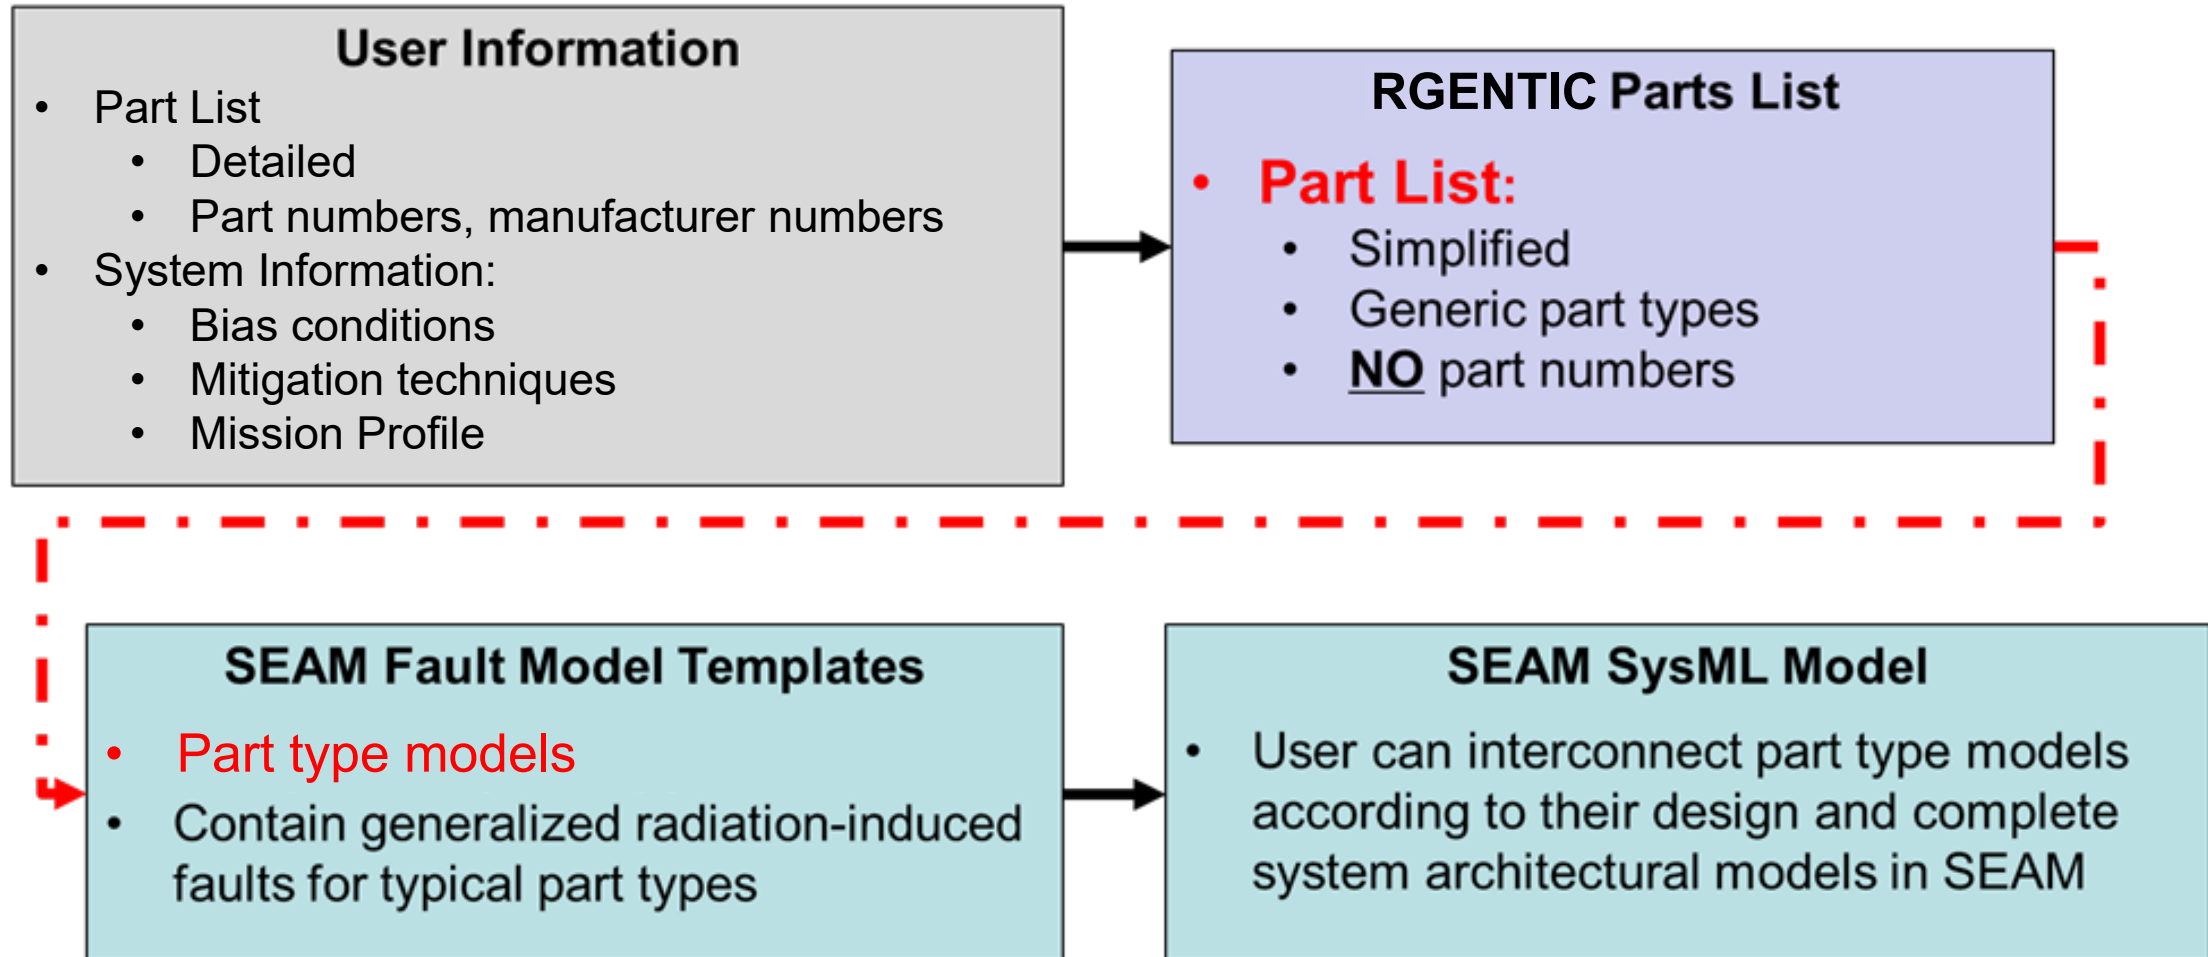 User Information
• Part List
• Detailed
• Part numbers, manufacturer numbers
• System Information:
• Bias conditions
• Mitigation techniques
• Mission Profile
RGENTIC Parts List
• Part List:
• Simplified
• Generic part types
• NO part numbers
SEAM Fault Model Templates
• Part type models
• Contain generalized radiation-induced
faults for typical part types
SEAM SysML Model
• User can interconnect part type models
according to their design and complete
system architectural models in SEAM